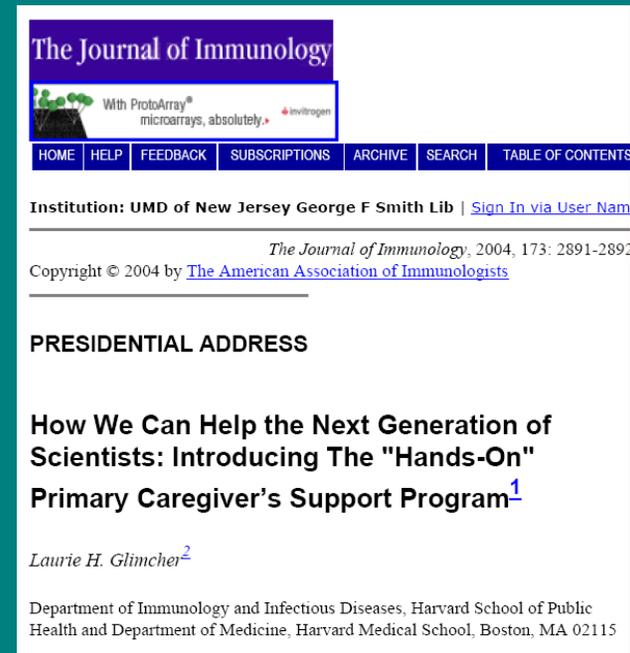 The Journal of Immunology
With ProtoArray®
microarrays, absolutely.
invitrogen
HOME HELP FEEDBACK SUBSCRIPTIONS ARCHIVE SEARCH TABLE OF CONTENTS
Institution: UMD of New Jersey George F Smith Lib | Sign In via User Nam
The Journal of Immunology, 2004, 173: 2891-2892
Copyright © 2004 by The American Association of Immunologists
PRESIDENTIAL ADDRESS
How We Can Help the Next Generation of
Scientists: Introducing The "Hands-On"
Primary Caregiver’s Support Program1
Laurie H. Glimcher2
Department of Immunology and Infectious Diseases, Harvard School of Public
Health and Department of Medicine, Harvard Medical School, Boston, MA 02115